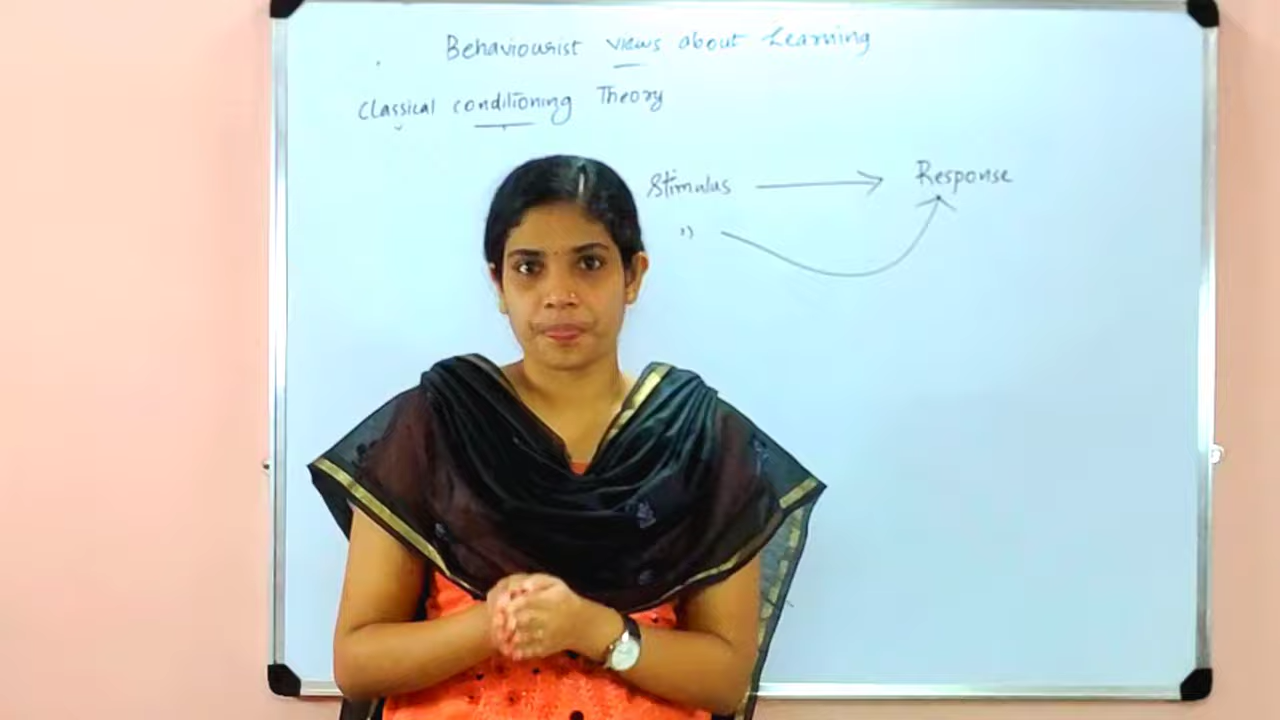 Behaviourist views about Learning
Classical conditioning Theory
Stimulus → Response
")